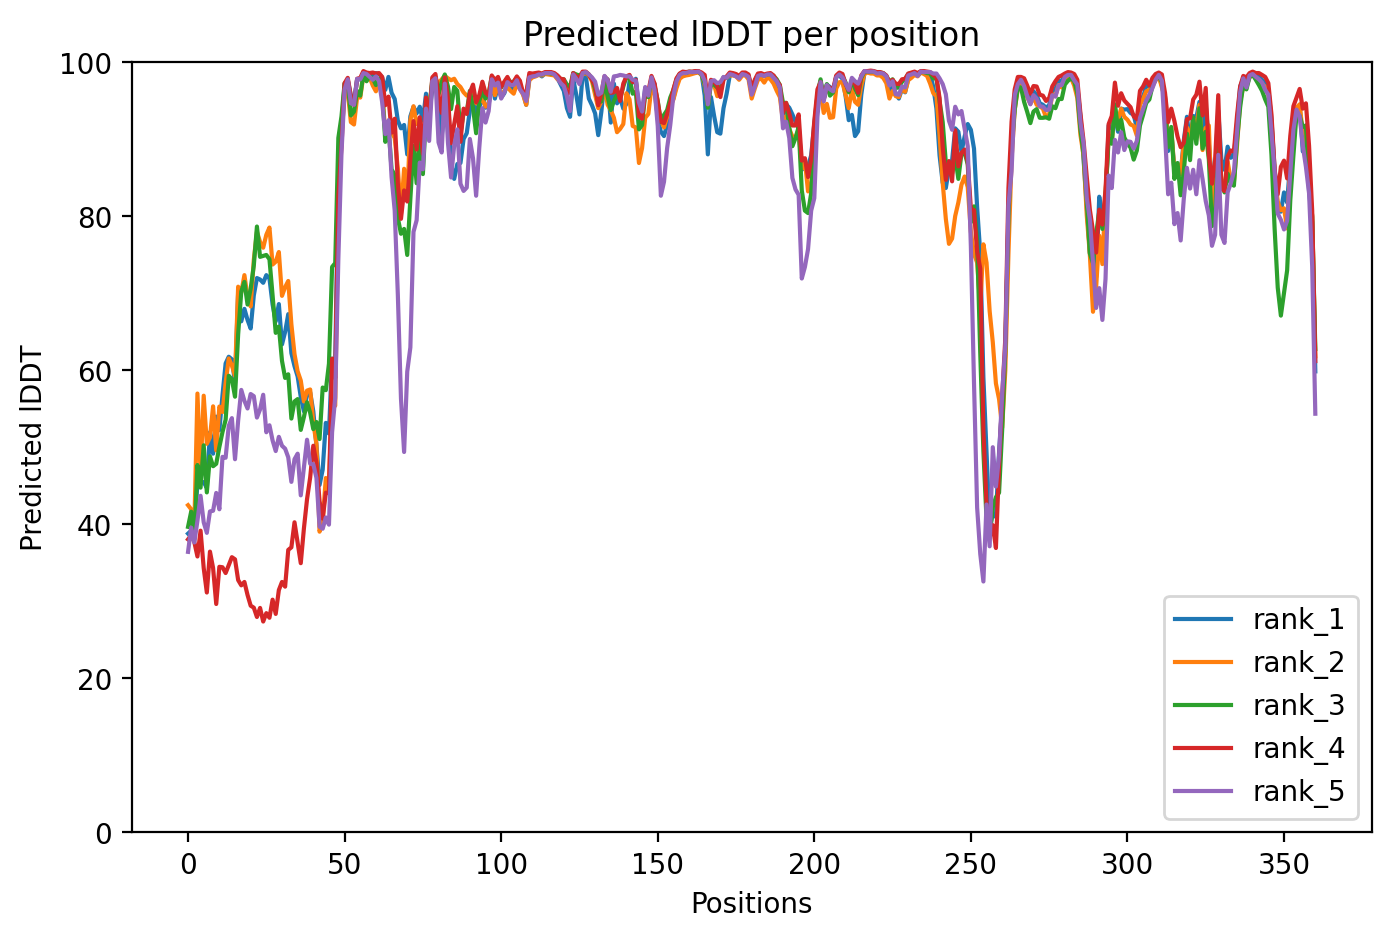 Predicted lDDT per position
100
80
60
40
20
0
Predicted lDDT
0 50 100 150 200 250 300 350
Positions
rank_1
rank_2
rank_3
rank_4
rank_5